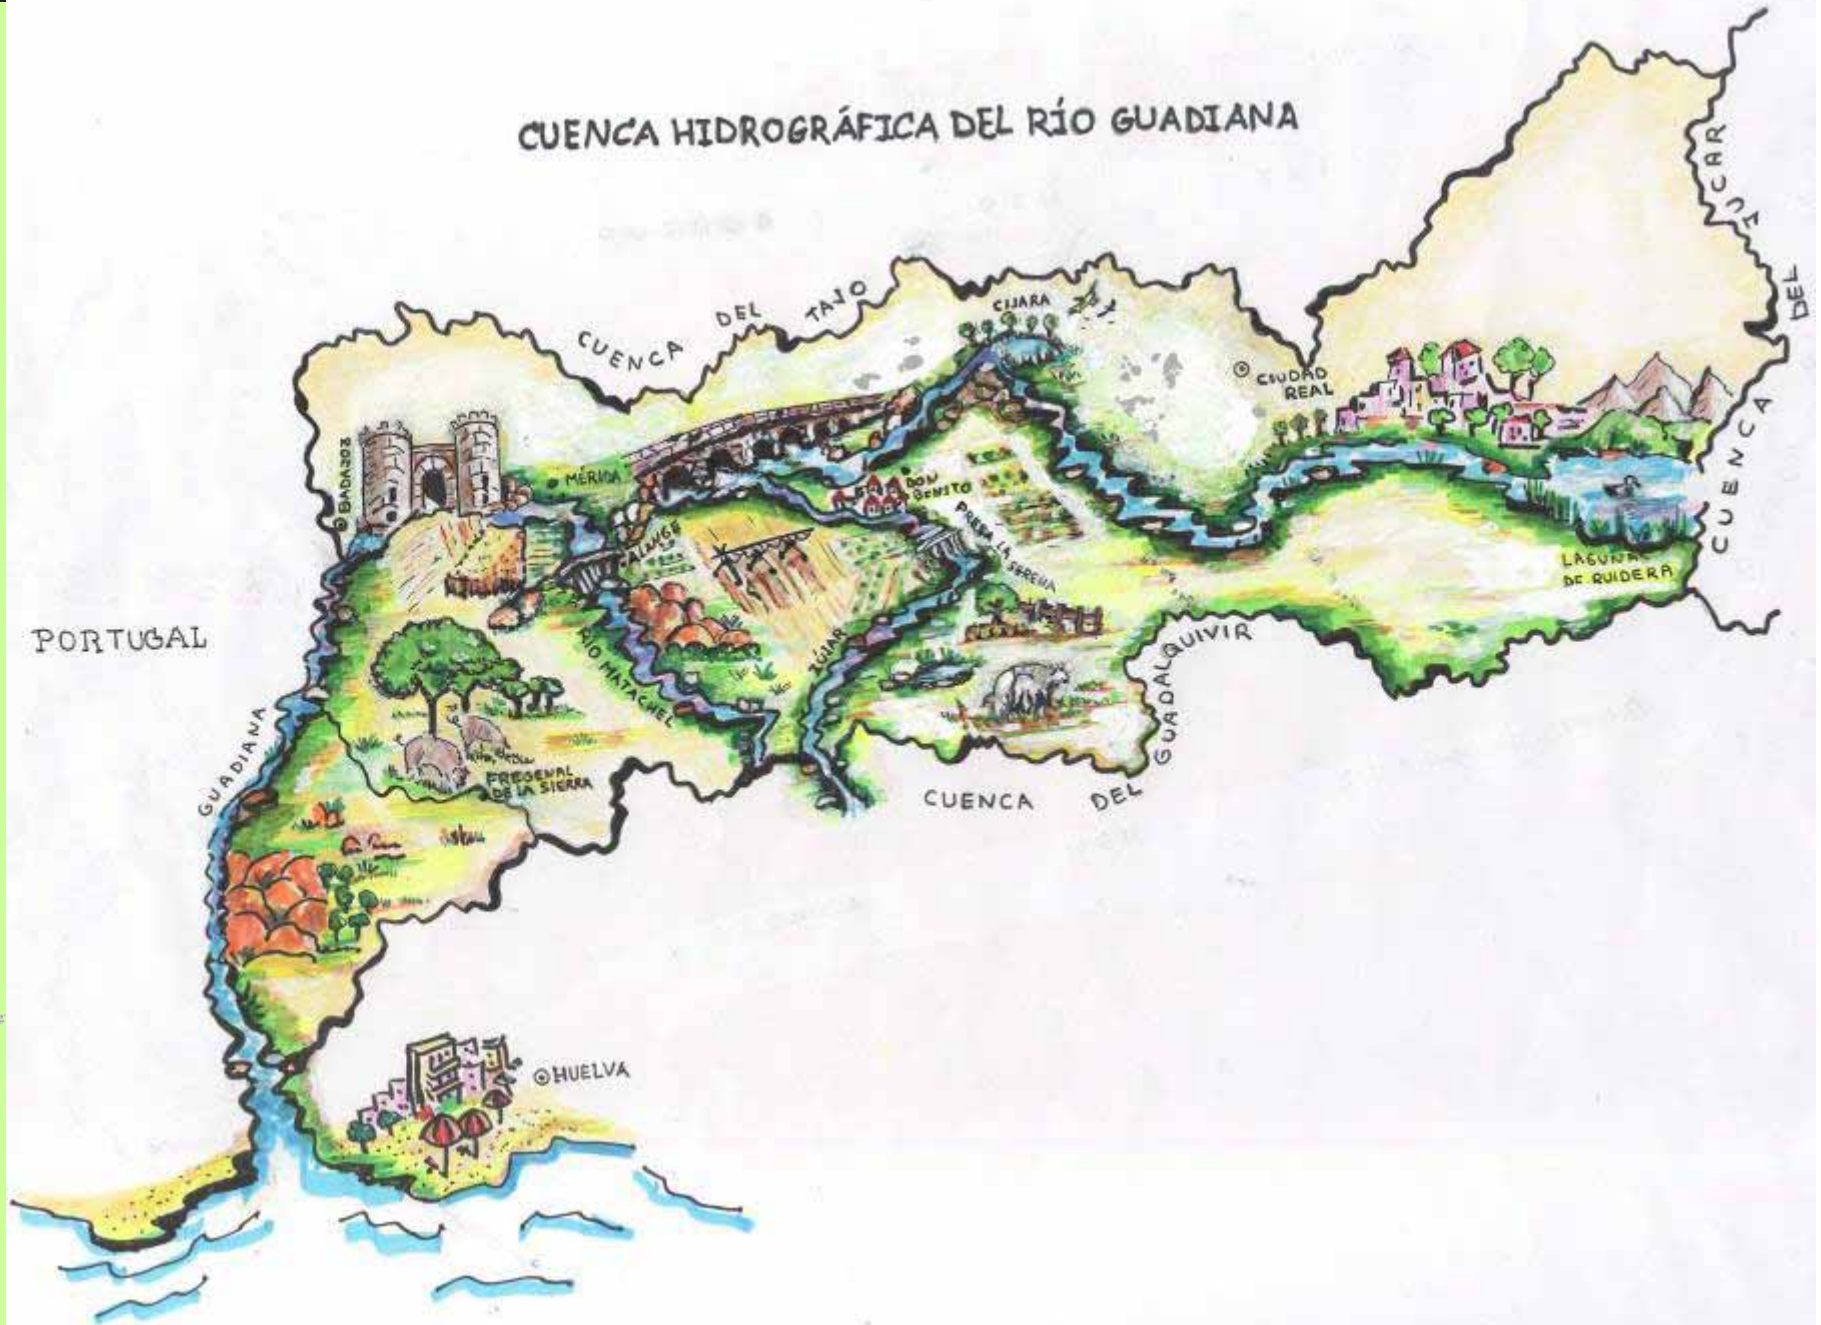 CUENCA HIDROGRÁFICA DEL RÍO GUADIANA
CUENCA DEL JÚCAR
CUENCA DEL TAJO
CIJARA
CIUDAD
REAL
BADAJOZ
MÉRIDA
DON
BENITO
PRESA LA SERENA
ALANGE
LAGUNAS
DE RUIDERA
PORTUGAL
RÍO MATACHEL
ZÚJAR
GUADIANA
FREGENAL
DE LA SIERRA
CUENCA DEL GUADALQUIVIR
HUELVA